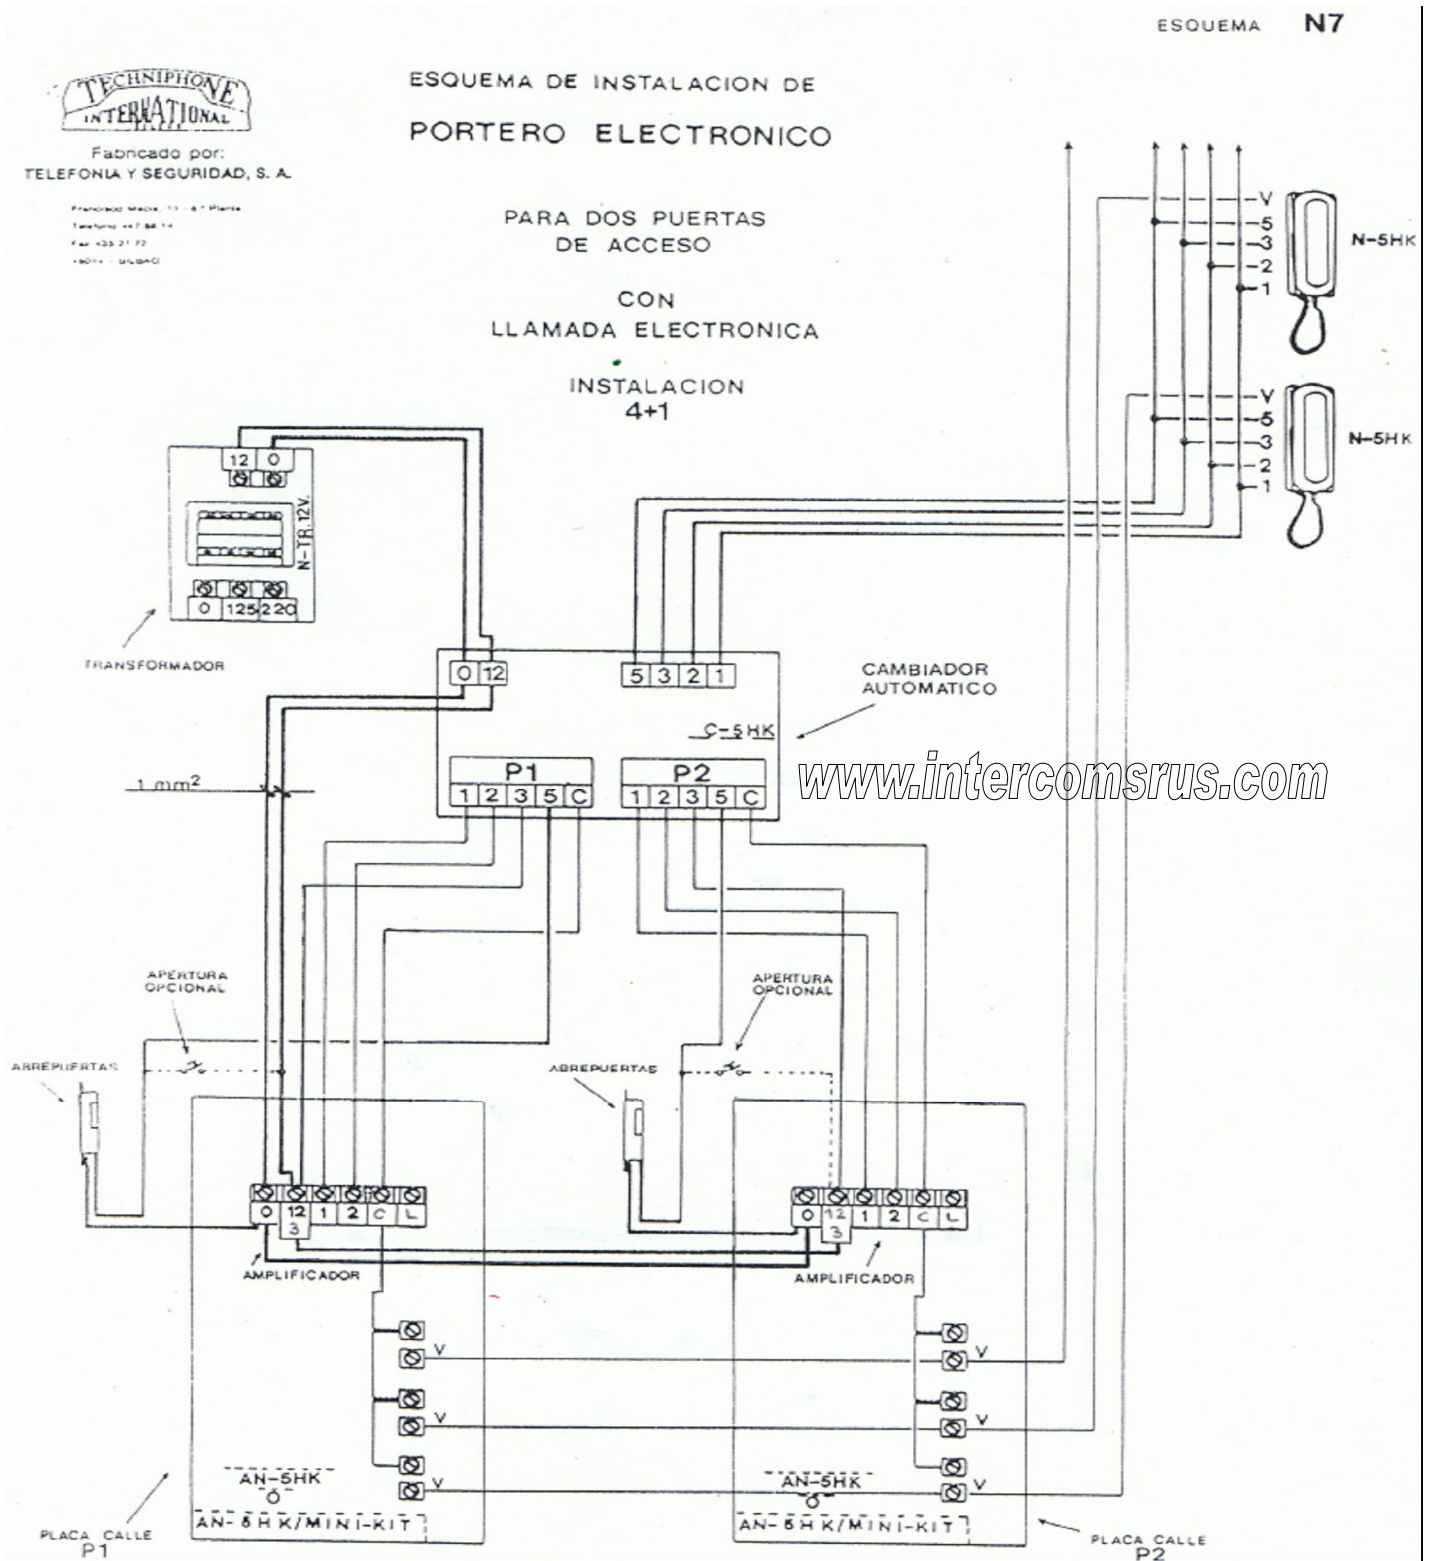 ESQUEMA N7
TECHNIPHONE
INTERNATIONAL
Fabricado por:
TELEFONIA Y SEGURIDAD, S. A.
ESQUEMA DE INSTALACION DE
PORTERO ELECTRONICO
PARA DOS PUERTAS
DE ACCESO
CON
LLAMADA ELECTRONICA
INSTALACION
4+1
V
5
3
2
1
N-5HK
V
5
3
2
1
N-5HK
12 0
N-TR. 12V.
0 125 220
TRANSFORMADOR
0 12
5 3 2 1
CAMBIADOR
AUTOMATICO
C-5HK
www.intercomsrus.com
1 mm2
P1
1 2 3 5 C
P2
1 2 3 5 C
APERTURA
OPCIONAL
APERTURA
OPCIONAL
ABREPUERTAS
ABREPUERTAS
0 12 1 2 C L
3
AMPLIFICADOR
0 12 1 2 C L
3
AMPLIFICADOR
V
V
V
V
V
V
AN-5HK
AN-5HK/MINI-KIT
AN-5HK
AN-5HK/MINI-KIT
PLACA CALLE
P1
PLACA CALLE
P2